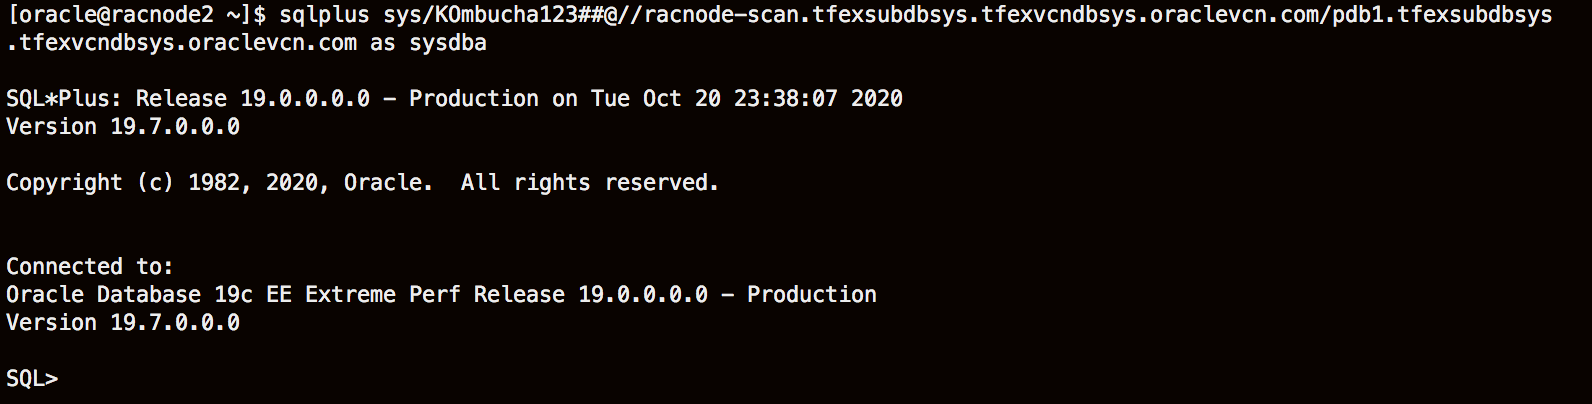 [oracle@racnode2 ~]$ sqlplus sys/KOmbucha123##@//racnode-scan.tfexsubdbsys.tfexvcndbsys.oraclevcn.com/pdb1.tfexsubdbsys
.tfexvcndbsys.oraclevcn.com as sysdba
SQL*Plus: Release 19.0.0.0.0 - Production on Tue Oct 20 23:38:07 2020
Version 19.7.0.0.0
Copyright (c) 1982, 2020, Oracle.  All rights reserved.
Connected to:
Oracle Database 19c EE Extreme Perf Release 19.0.0.0.0 - Production
Version 19.7.0.0.0
SQL>